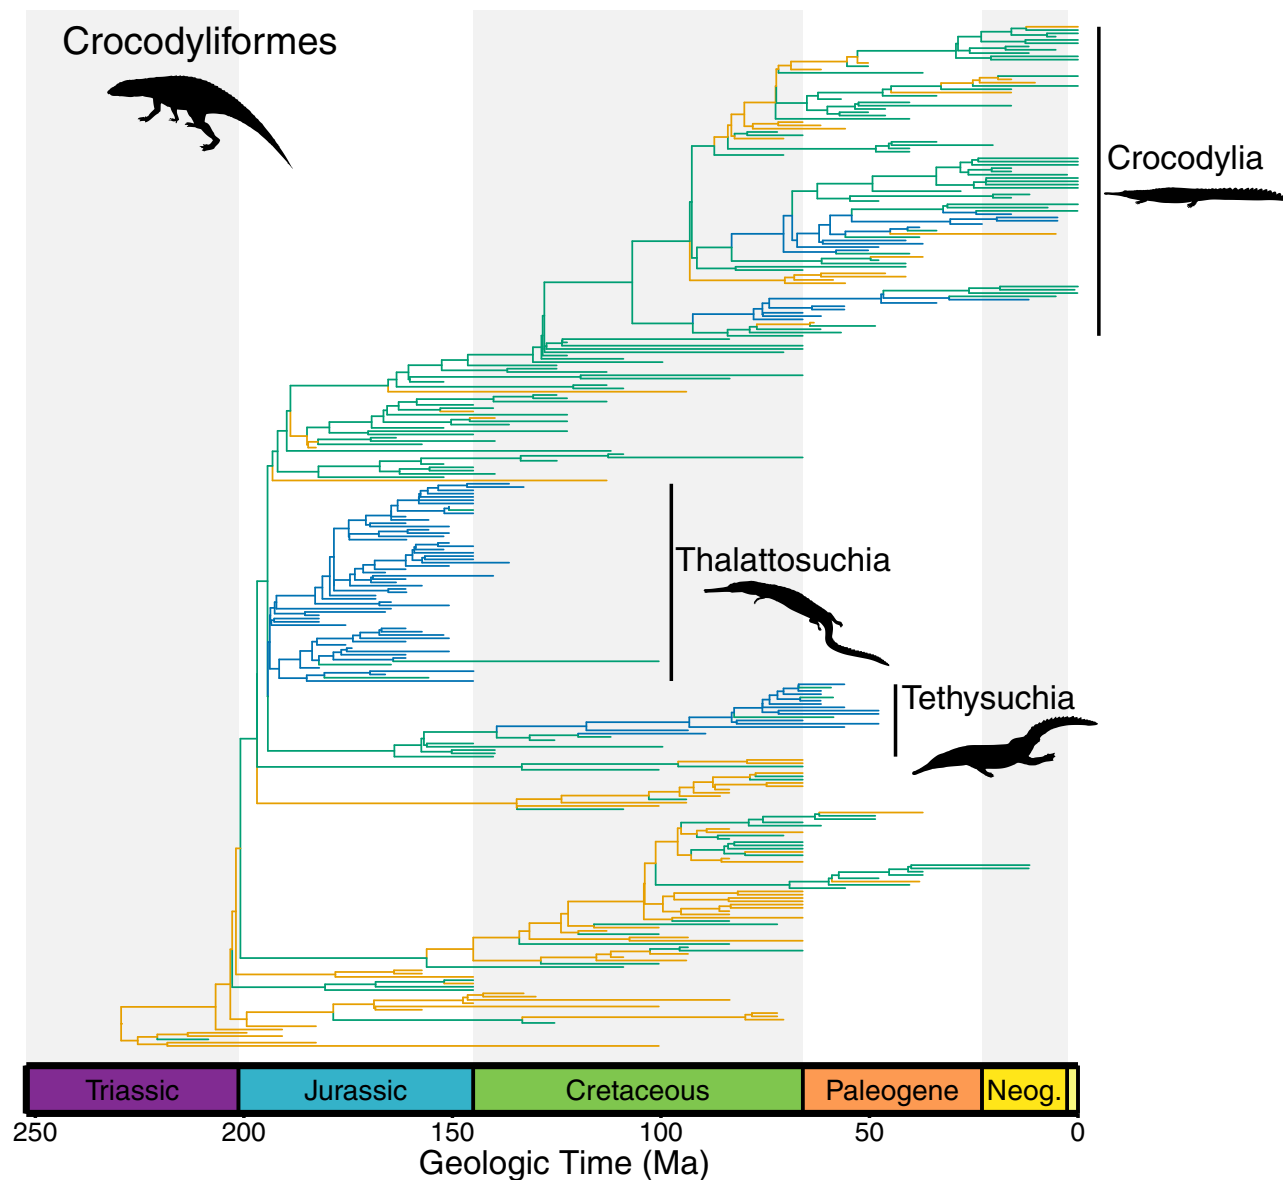 Crocodyliformes
Crocodylia
Thalattosuchia
Tethysuchia
Triassic
Jurassic
Cretaceous
Paleogene
Neog.
250
200
150
100
50
0
Geologic Time (Ma)